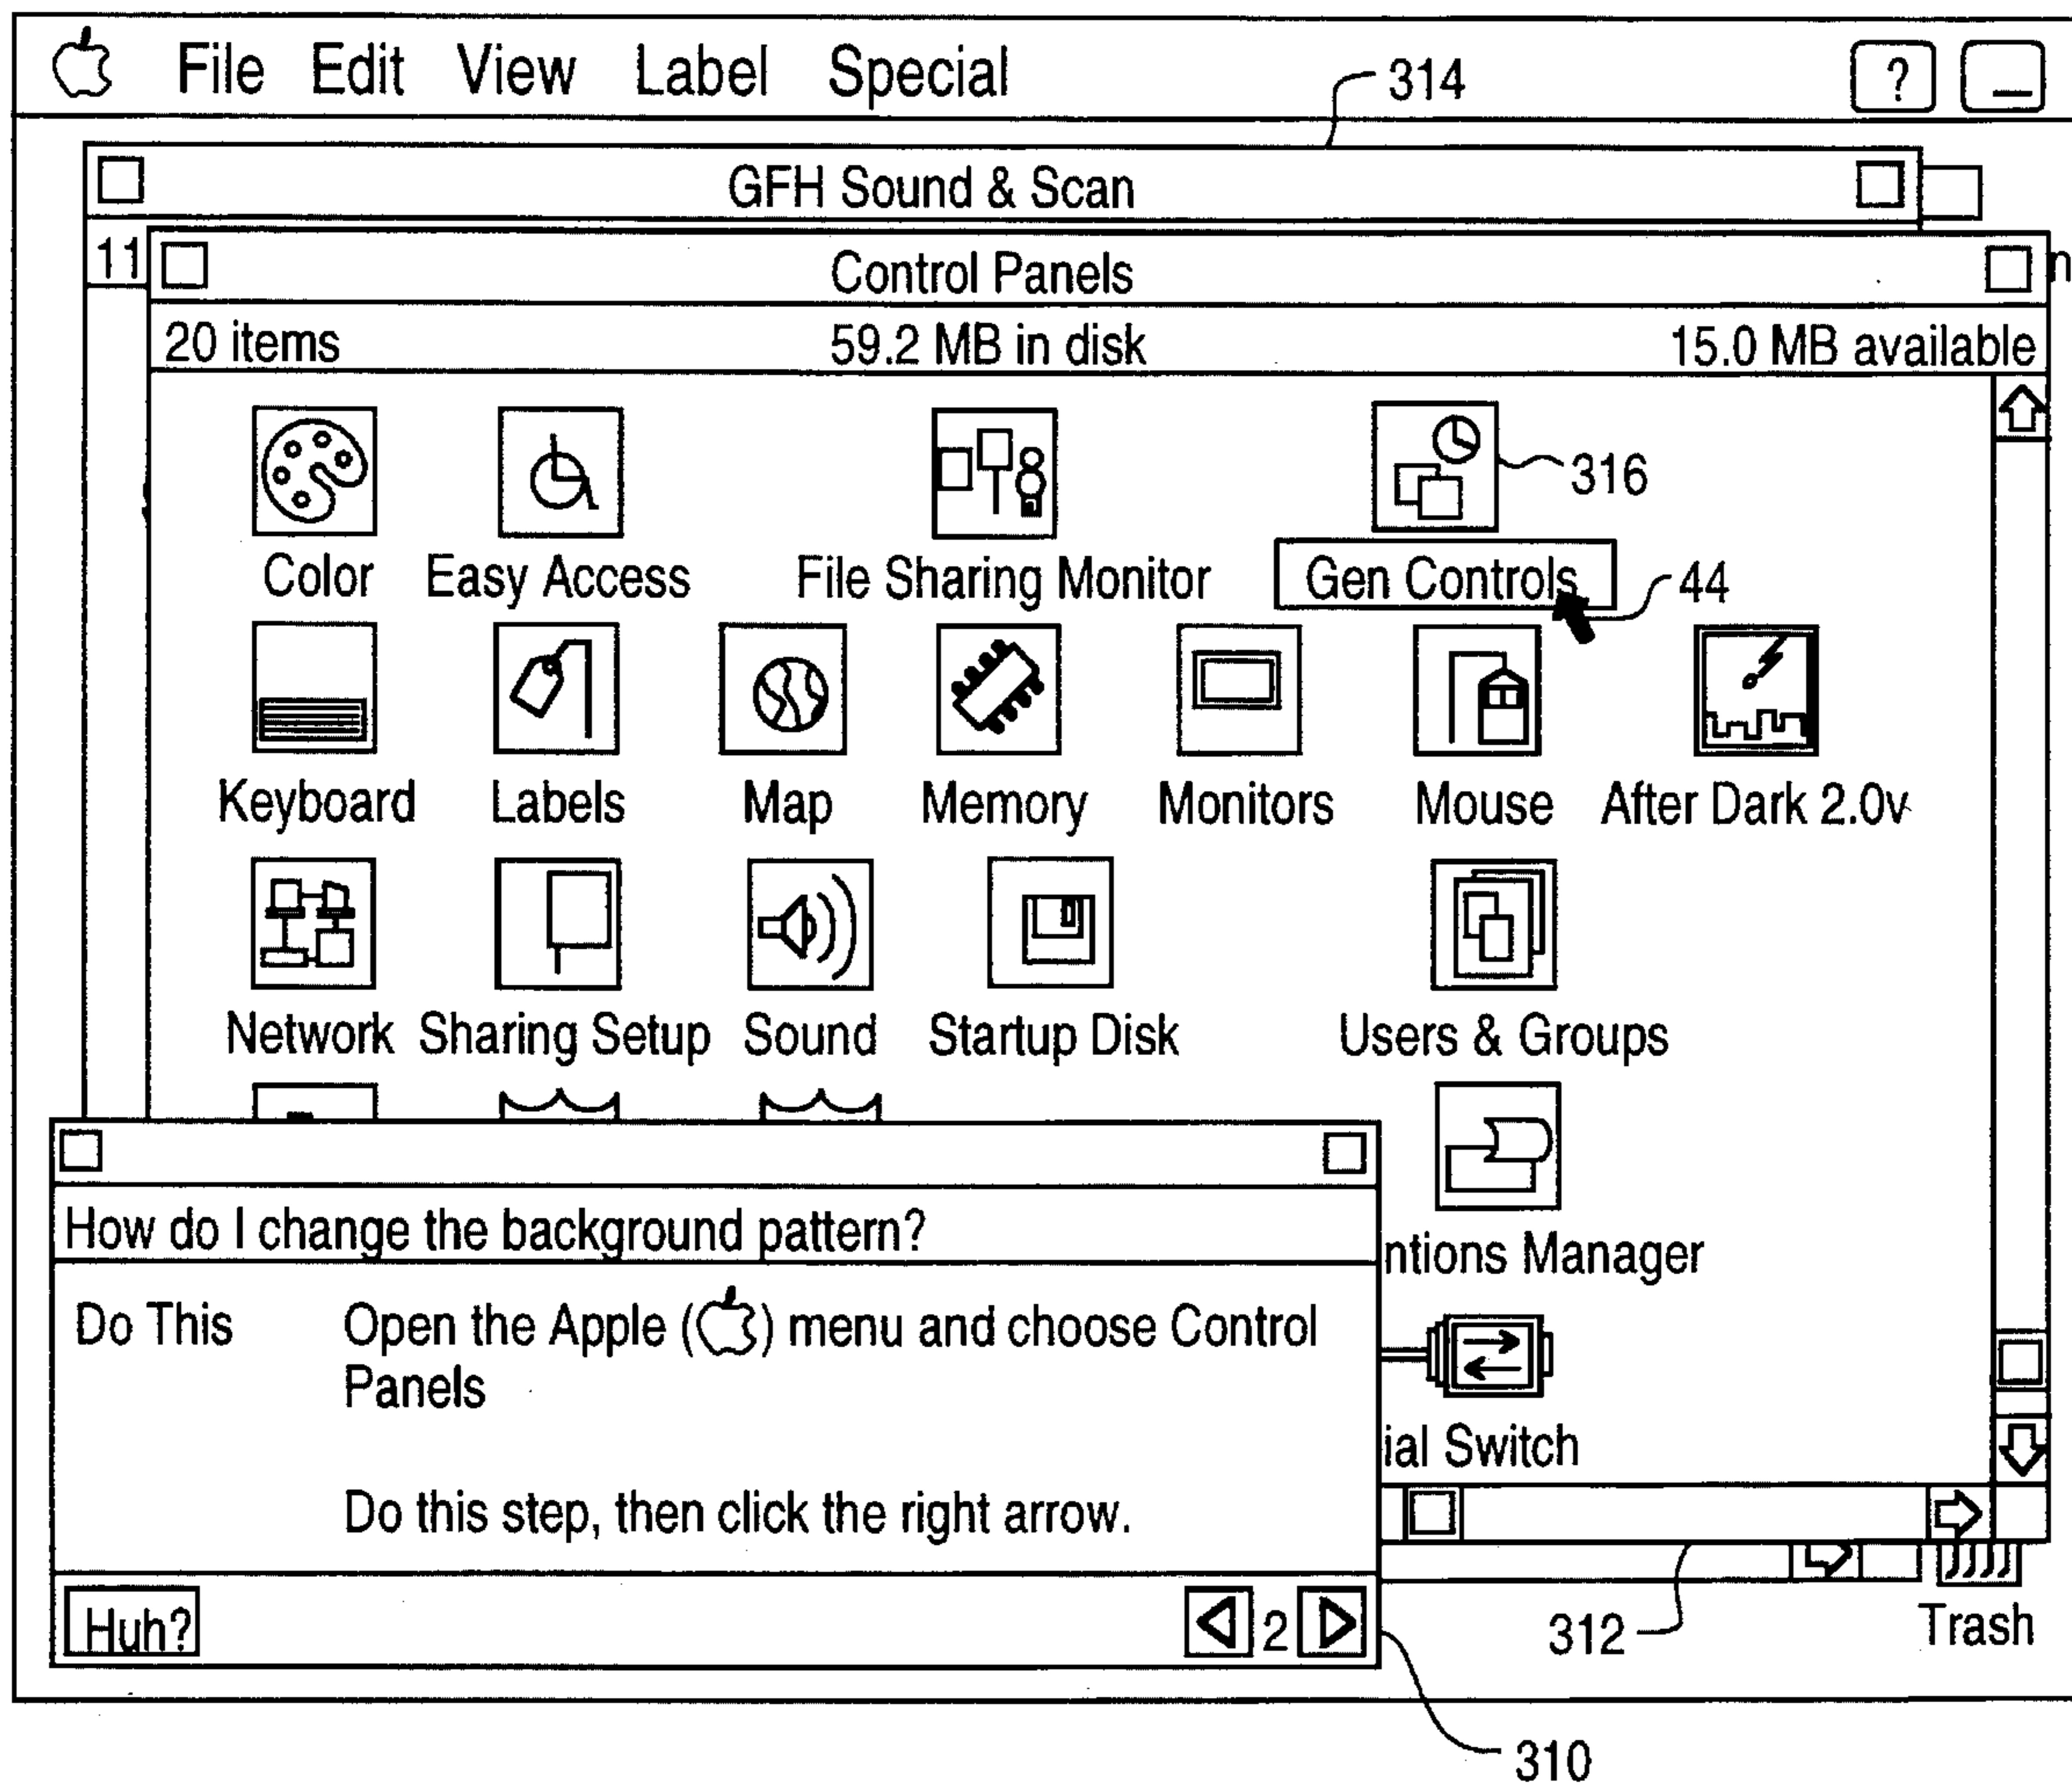 File Edit View Label Special ?
314
GFH Sound & Scan
11
Control Panels
n
20 items 59.2 MB in disk 15.0 MB available
316
Color Easy Access File Sharing Monitor Gen Controls
44
Keyboard Labels Map Memory Monitors Mouse After Dark 2.0v
Network Sharing Setup Sound Startup Disk Users & Groups
How do I change the background pattern?
ntions Manager
Do This Open the Apple () menu and choose Control
Panels
ial Switch
Do this step, then click the right arrow.
Huh? 2
312
Trash
310